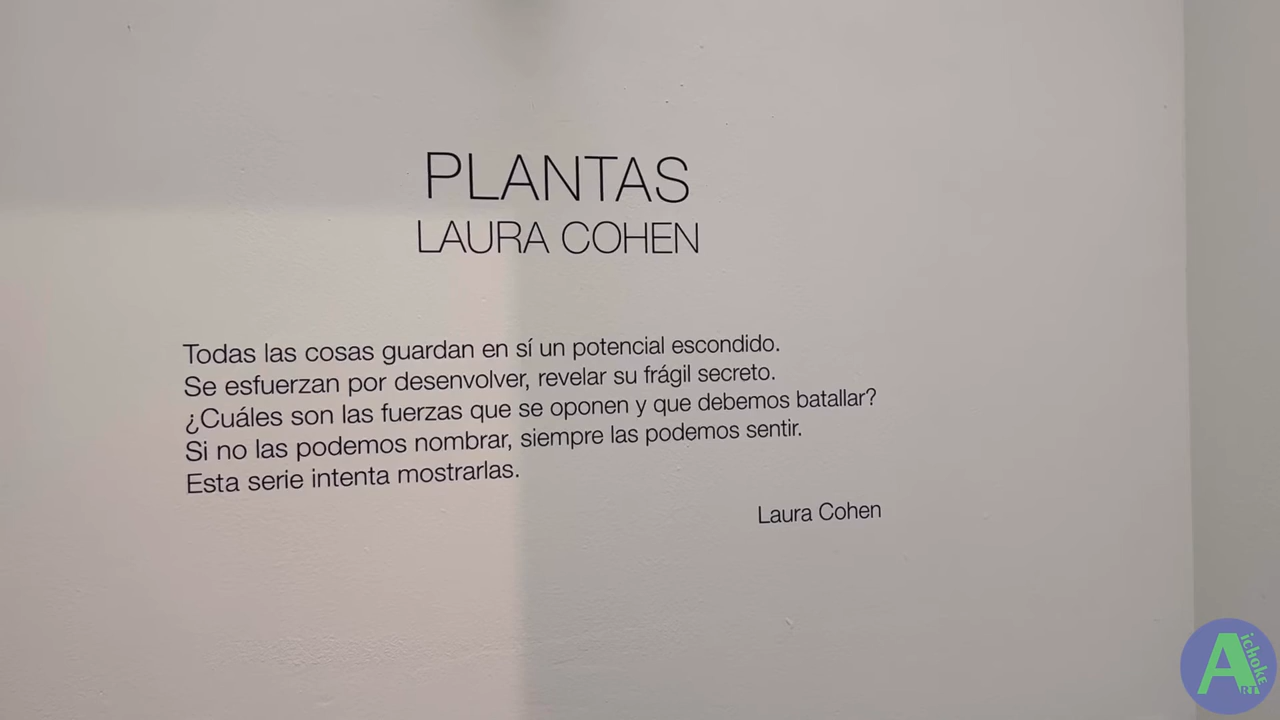 PLANTAS
LAURA COHEN
Todas las cosas guardan en sí un potencial escondido.
Se esfuerzan por desenvolver, revelar su frágil secreto.
¿Cuáles son las fuerzas que se oponen y que debemos batallar?
Si no las podemos nombrar, siempre las podemos sentir.
Esta serie intenta mostrarlas.
Laura Cohen
A
ichoke
RT